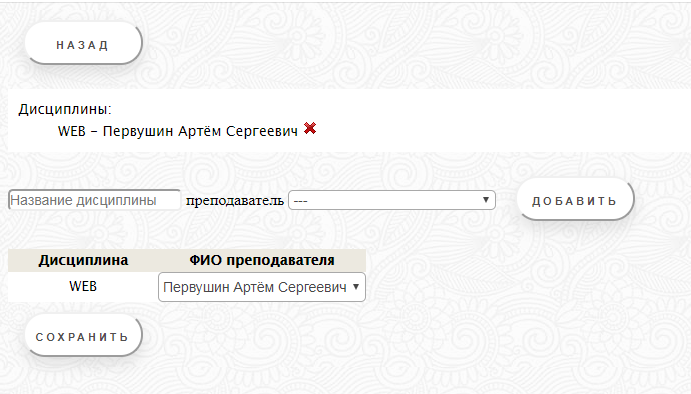 НАЗАД
Дисциплины:
WEB - Первушин Артём Сергеевич
Название дисциплины преподаватель --- ДОБАВИТЬ
Дисциплина ФИО преподавателя
WEB Первушин Артём Сергеевич
СОХРАНИТЬ